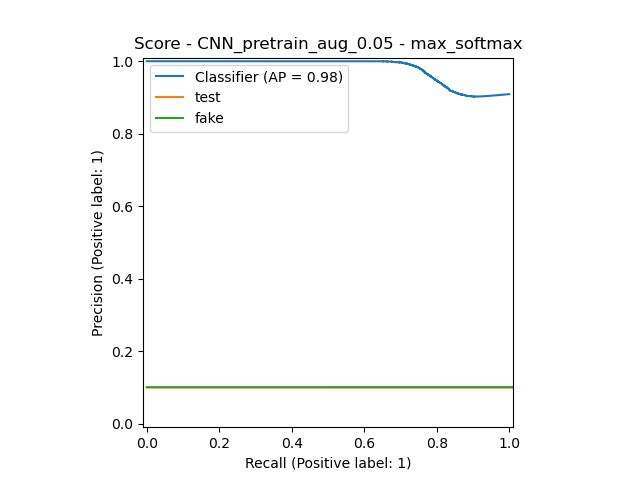 Score - CNN_pretrain_aug_0.05 - max_softmax
1.0
0.8
0.6
0.4
0.2
0.0
Precision (Positive label: 1)
Classifier (AP = 0.98)
test
fake
0.0 0.2 0.4 0.6 0.8 1.0
Recall (Positive label: 1)